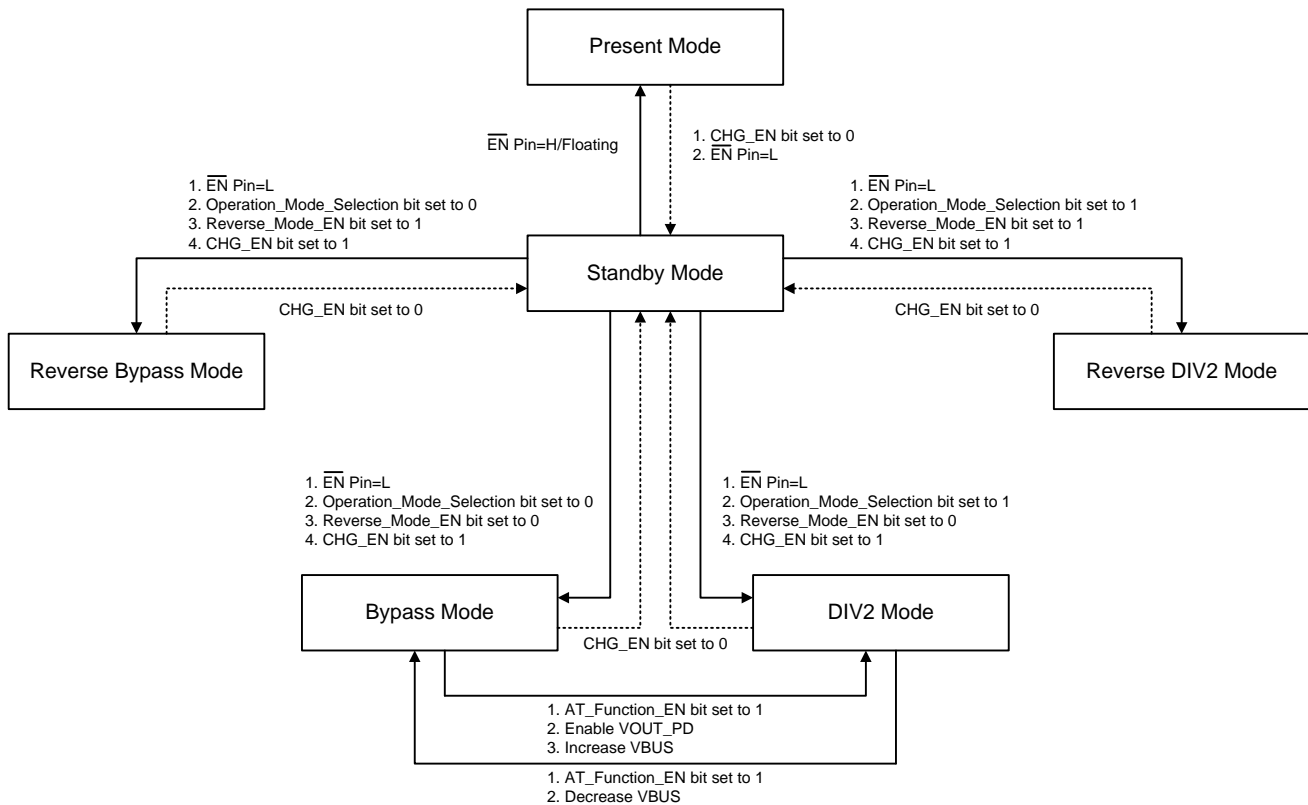 Present Mode
EN Pin=H/Floating
1. CHG_EN bit set to 0
2. EN Pin=L
1. EN Pin=L
2. Operation_Mode_Selection bit set to 0
3. Reverse_Mode_EN bit set to 1
4. CHG_EN bit set to 1
1. EN Pin=L
2. Operation_Mode_Selection bit set to 1
3. Reverse_Mode_EN bit set to 1
4. CHG_EN bit set to 1
Standby Mode
CHG_EN bit set to 0
CHG_EN bit set to 0
Reverse Bypass Mode
Reverse DIV2 Mode
1. EN Pin=L
2. Operation_Mode_Selection bit set to 0
3. Reverse_Mode_EN bit set to 0
4. CHG_EN bit set to 1
1. EN Pin=L
2. Operation_Mode_Selection bit set to 1
3. Reverse_Mode_EN bit set to 0
4. CHG_EN bit set to 1
Bypass Mode
DIV2 Mode
CHG_EN bit set to 0
1. AT_Function_EN bit set to 1
2. Enable VOUT_PD
3. Increase VBUS
1. AT_Function_EN bit set to 1
2. Decrease VBUS